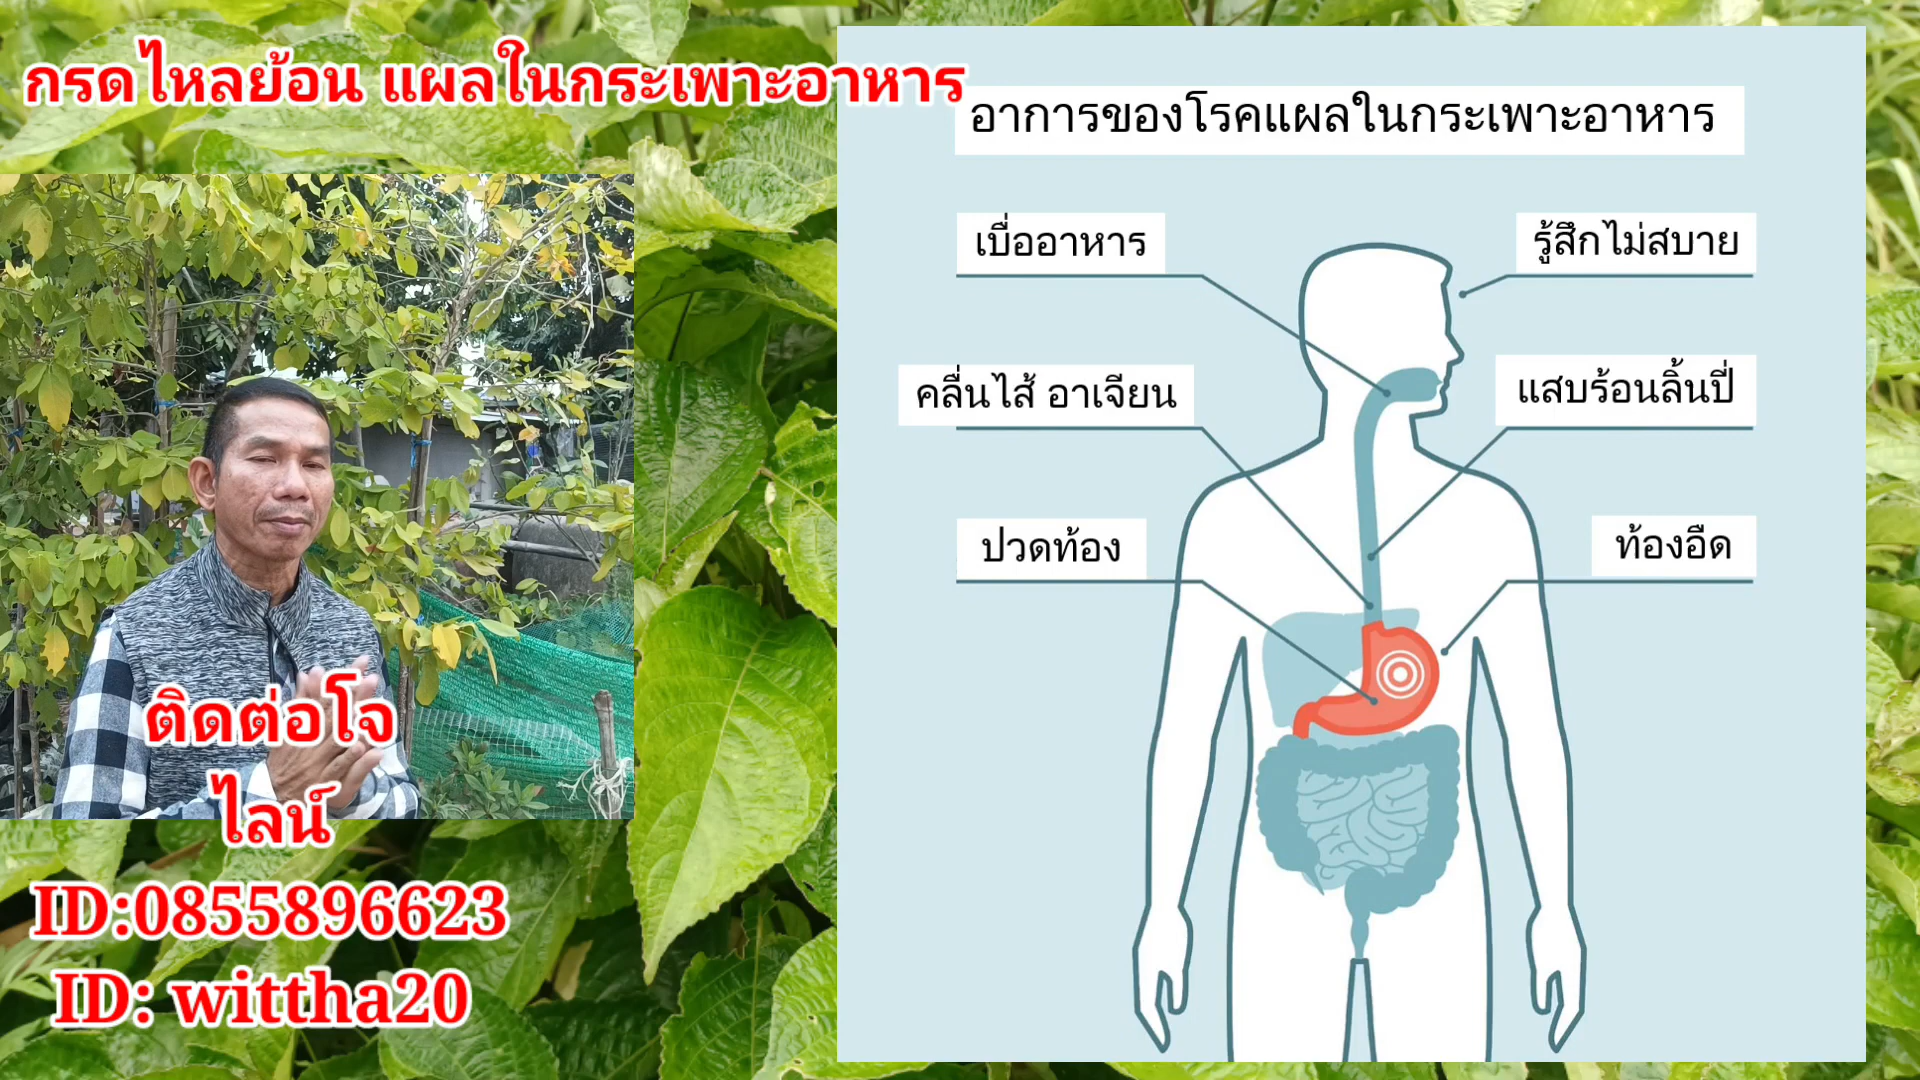 กรดไหลย้อน แผลในกระเพาะอาหาร
อาการของโรคแผลในกระเพาะอาหาร
เบื่ออาหาร
รู้สึกไม่สบาย
คลื่นไส้ อาเจียน
แสบร้อนลิ้นปี่
ปวดท้อง
ท้องอืด
ติดต่อโจ
ไลน์
ID:0855896623
ID: wittha20